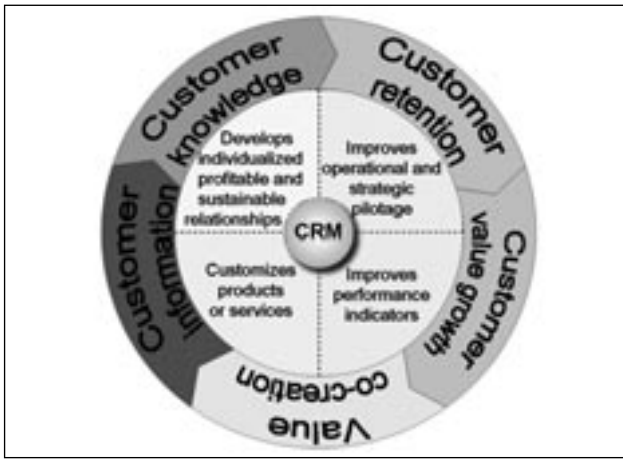 Customer
knowledge
Customer
retention
Customer
value growth
Value
co-creation
Customer
information
Develops
individualized
profitable and
sustainable
relationships
Improves
operational and
strategic
pilotage
CRM
Customizes
products
or services
Improves
performance
indicators